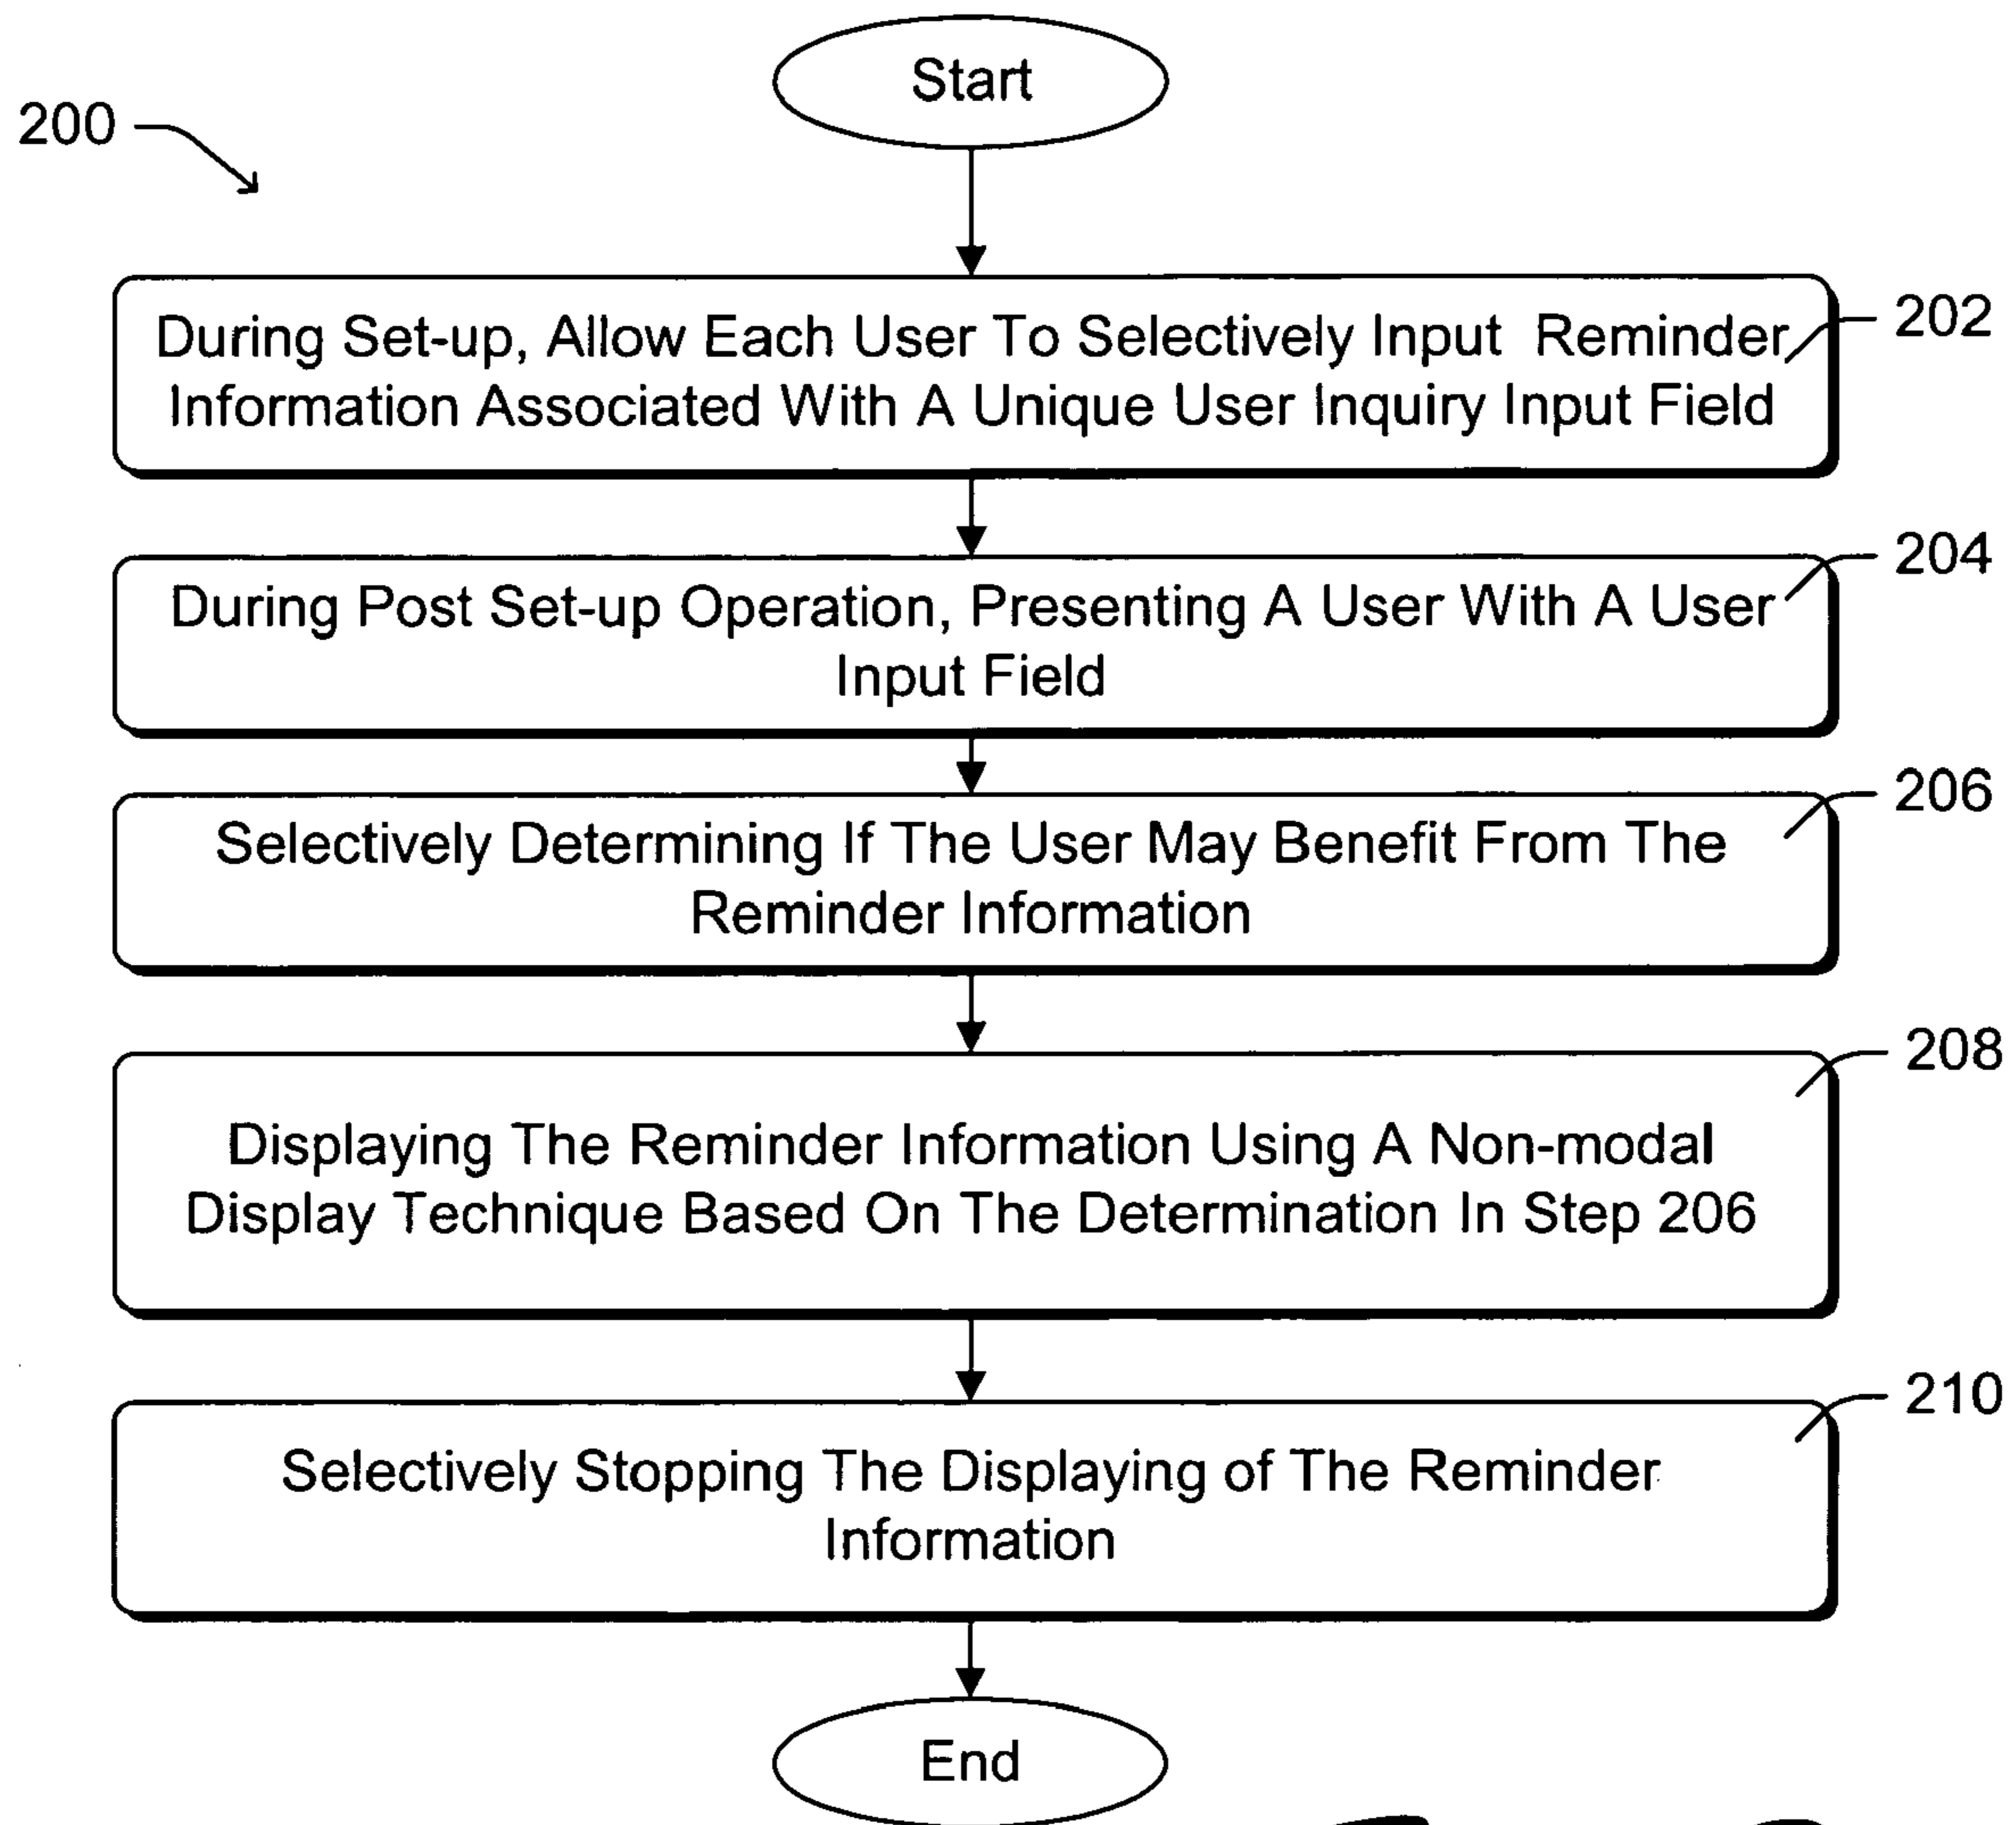 Start
200
During Set-up, Allow Each User To Selectively Input Reminder
Information Associated With A Unique User Inquiry Input Field
202
During Post Set-up Operation, Presenting A User With A User
Input Field
204
Selectively Determining If The User May Benefit From The
Reminder Information
206
Displaying The Reminder Information Using A Non-modal
Display Technique Based On The Determination In Step 206
208
Selectively Stopping The Displaying of The Reminder
Information
210
End